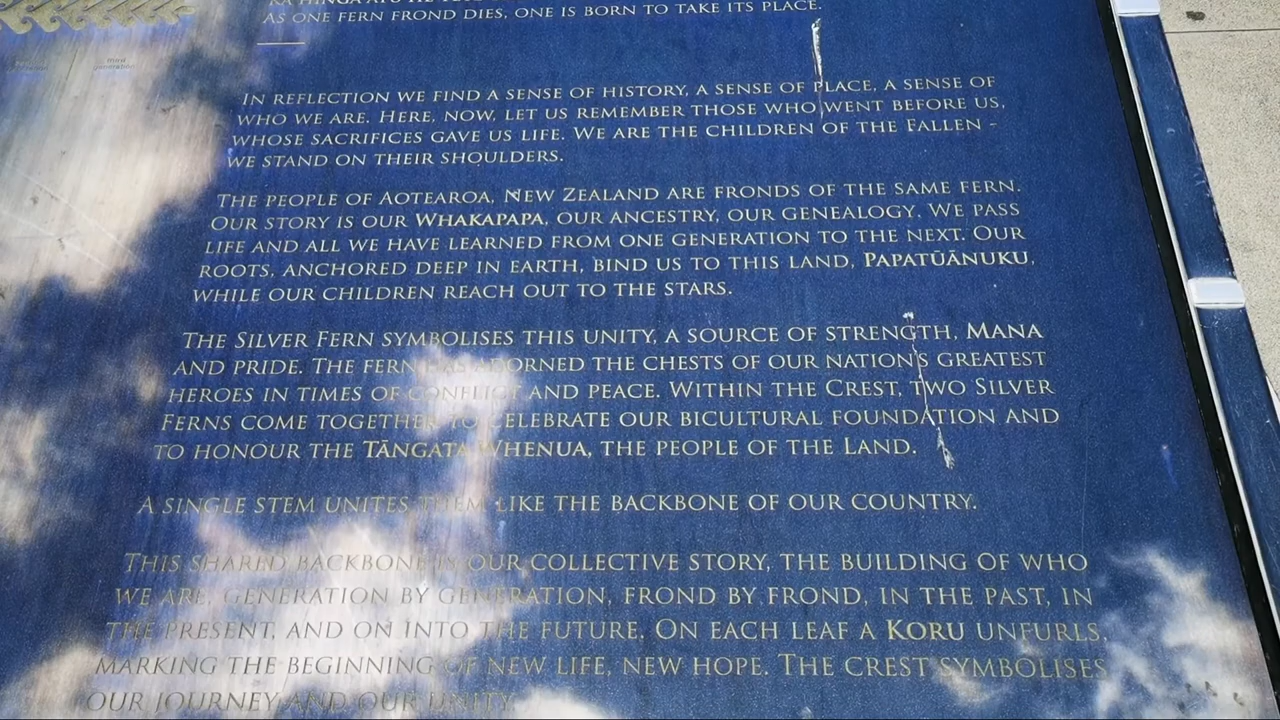 AS ONE FERN FROND DIES, ONE IS BORN TO TAKE ITS PLACE.
third
generation
IN REFLECTION WE FIND A SENSE OF HISTORY, A SENSE OF PLACE, A SENSE OF
WHO WE ARE. HERE, NOW, LET US REMEMBER THOSE WHO WENT BEFORE US,
WHOSE SACRIFICES GAVE US LIFE. WE ARE THE CHILDREN OF THE FALLEN -
WE STAND ON THEIR SHOULDERS.
THE PEOPLE OF AOTEAROA, NEW ZEALAND ARE FRONDS OF THE SAME FERN.
OUR STORY IS OUR WHAKAPAPA, OUR ANCESTRY, OUR GENEALOGY. WE PASS
LIFE AND ALL WE HAVE LEARNED FROM ONE GENERATION TO THE NEXT. OUR
ROOTS, ANCHORED DEEP IN EARTH, BIND US TO THIS LAND, PAPATŪĀNUKU,
WHILE OUR CHILDREN REACH OUT TO THE STARS.
THE SILVER FERN SYMBOLISES THIS UNITY, A SOURCE OF STRENGTH, MANA
AND PRIDE. THE FERN HAS ADORNED THE CHESTS OF OUR NATION'S GREATEST
HEROES IN TIMES OF CONFLICT AND PEACE. WITHIN THE CREST, TWO SILVER
FERNS COME TOGETHER TO CELEBRATE OUR BICULTURAL FOUNDATION AND
TO HONOUR THE TĀNGATA WHENUA, THE PEOPLE OF THE LAND.
A SINGLE STEM UNITES THEM LIKE THE BACKBONE OF OUR COUNTRY.
THIS SHARED BACKBONE IS OUR COLLECTIVE STORY, THE BUILDING OF WHO
WE ARE, GENERATION BY GENERATION, FROND BY FROND, IN THE PAST, IN
THE PRESENT, AND ON INTO THE FUTURE. ON EACH LEAF A KORU UNFURLS,
MARKING THE BEGINNING OF NEW LIFE, NEW HOPE. THE CREST SYMBOLISES
OUR JOURNEY AND OUR UNITY.